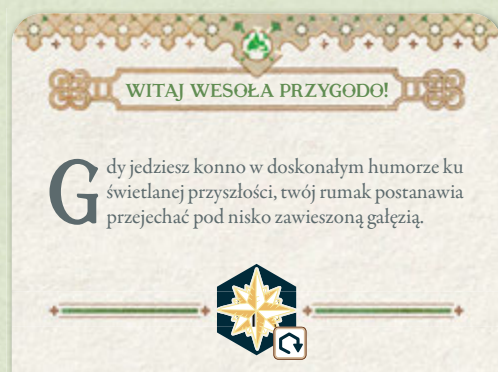 WITAJ WESOŁA PRZYGODO!
Gdy jedziesz konno w doskonałym humorze ku
świetlanej przyszłości, twój rumak postanawia
przejechać pod nisko zawieszoną gałęzią.